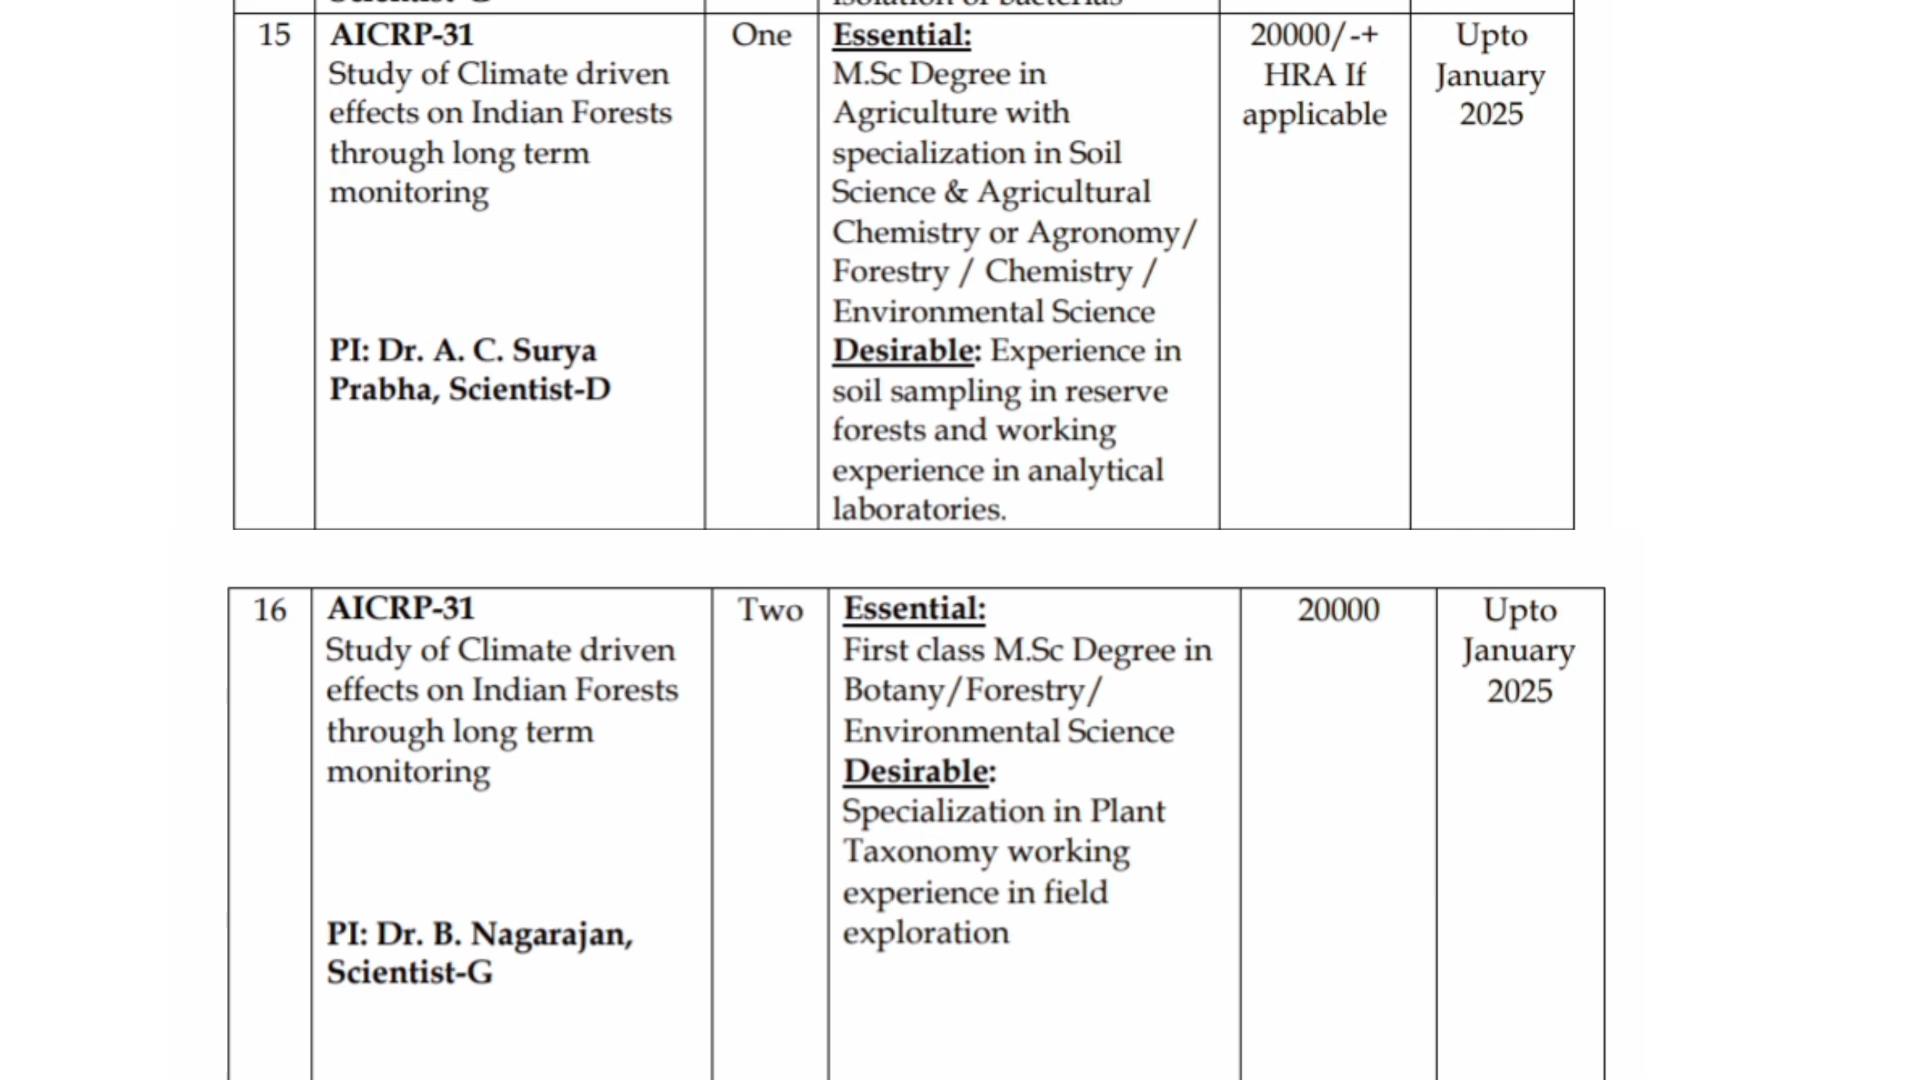 15
AICRP-31
Study of Climate driven
effects on Indian Forests
through long term
monitoring
PI: Dr. A. C. Surya
Prabha, Scientist-D
One
Essential:
M.Sc Degree in
Agriculture with
specialization in Soil
Science & Agricultural
Chemistry or Agronomy/
Forestry / Chemistry /
Environmental Science
Desirable: Experience in
soil sampling in reserve
forests and working
experience in analytical
laboratories.
20000/-+
HRA If
applicable
Upto
January
2025
16
AICRP-31
Study of Climate driven
effects on Indian Forests
through long term
monitoring
PI: Dr. B. Nagarajan,
Scientist-G
Two
Essential:
First class M.Sc Degree in
Botany/Forestry/
Environmental Science
Desirable:
Specialization in Plant
Taxonomy working
experience in field
exploration
20000
Upto
January
2025